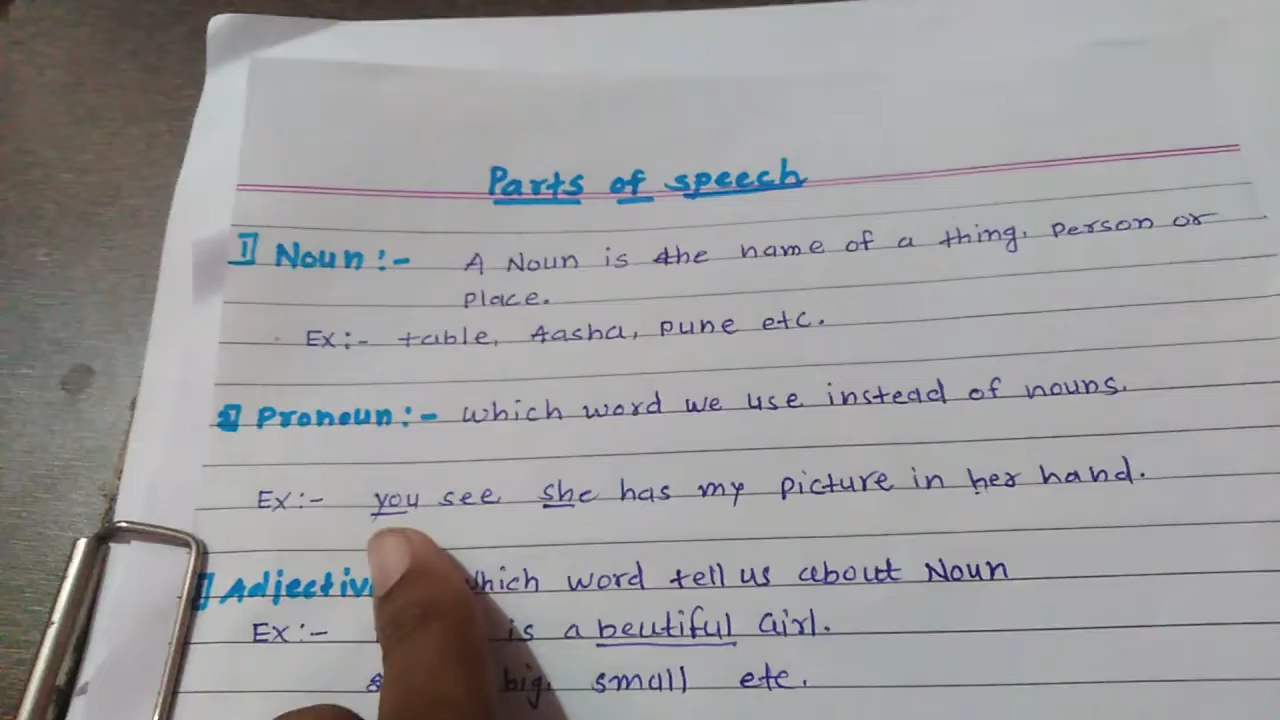 Parts of speech
1] Noun :- A Noun is the name of a thing, person or
place.
Ex :- table, Aasha, pune etc.
2] Pronoun :- which word we use instead of nouns.
Ex :- you see, she has my picture in her hand.
Adjectiv which word tell us about Noun
Ex :- is a beutiful Girl.
big, small etc.